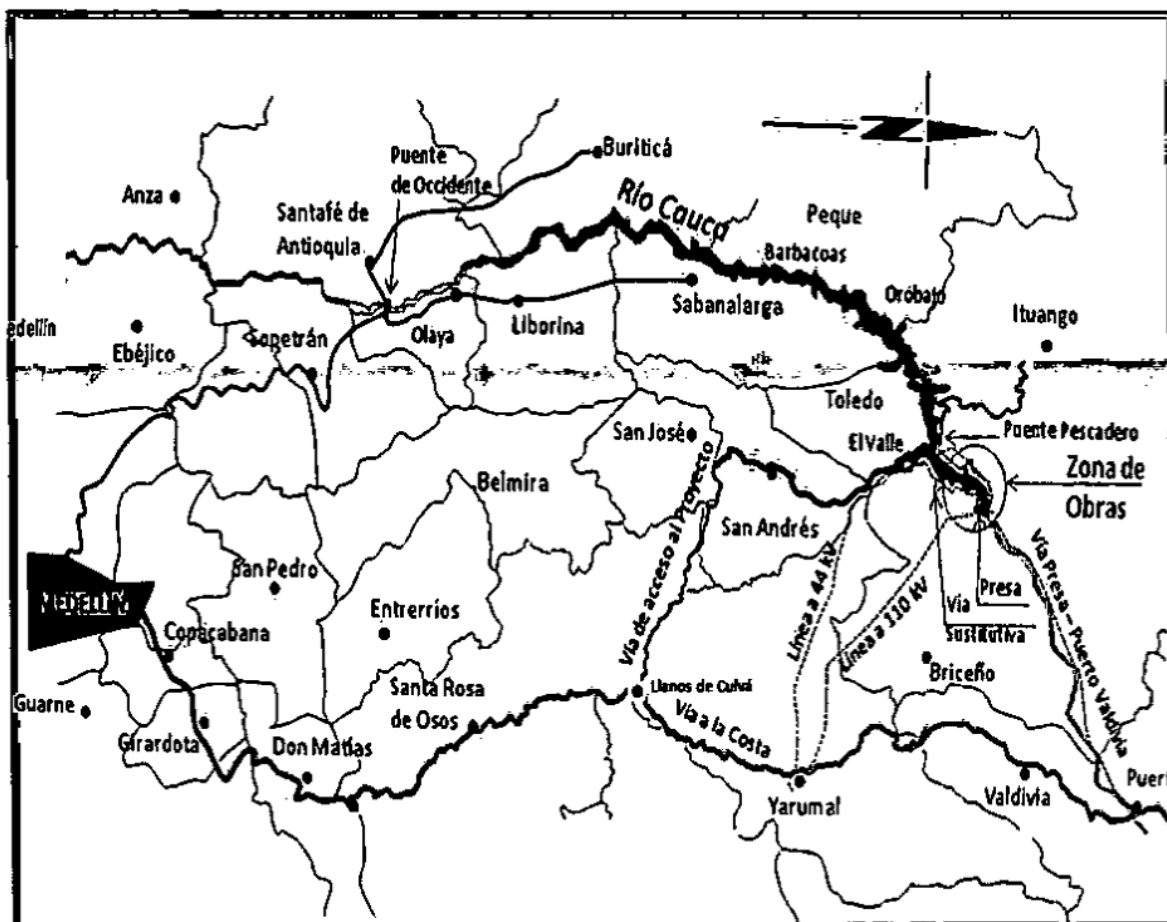 Buriticá
Puente
de Occidente
Anza
Santafé de
Antioquia
Río Cauca
Peque
Barbacoas
Oróbajo
Sabanalarga
Ituango
Ebéjico
Sopetrán
Olaya
Liborina
Toledo
San José
El Valle
Puente Pescadero
Zona de
Obras
Belmira
San Andrés
Vía de acceso al Proyecto
Línea a 44 kV
Línea a 110 kV
Vía
Sustitutiva
Presa
Vía Presa - Puerto Valdivia
MEDELLIN
San Pedro
Entrerríos
Copacabana
Briceño
Guarne
Girardota
Santa Rosa
de Osos
Llanos de Cuivá
Vía a la Costa
Don Matías
Yarumal
Valdivia